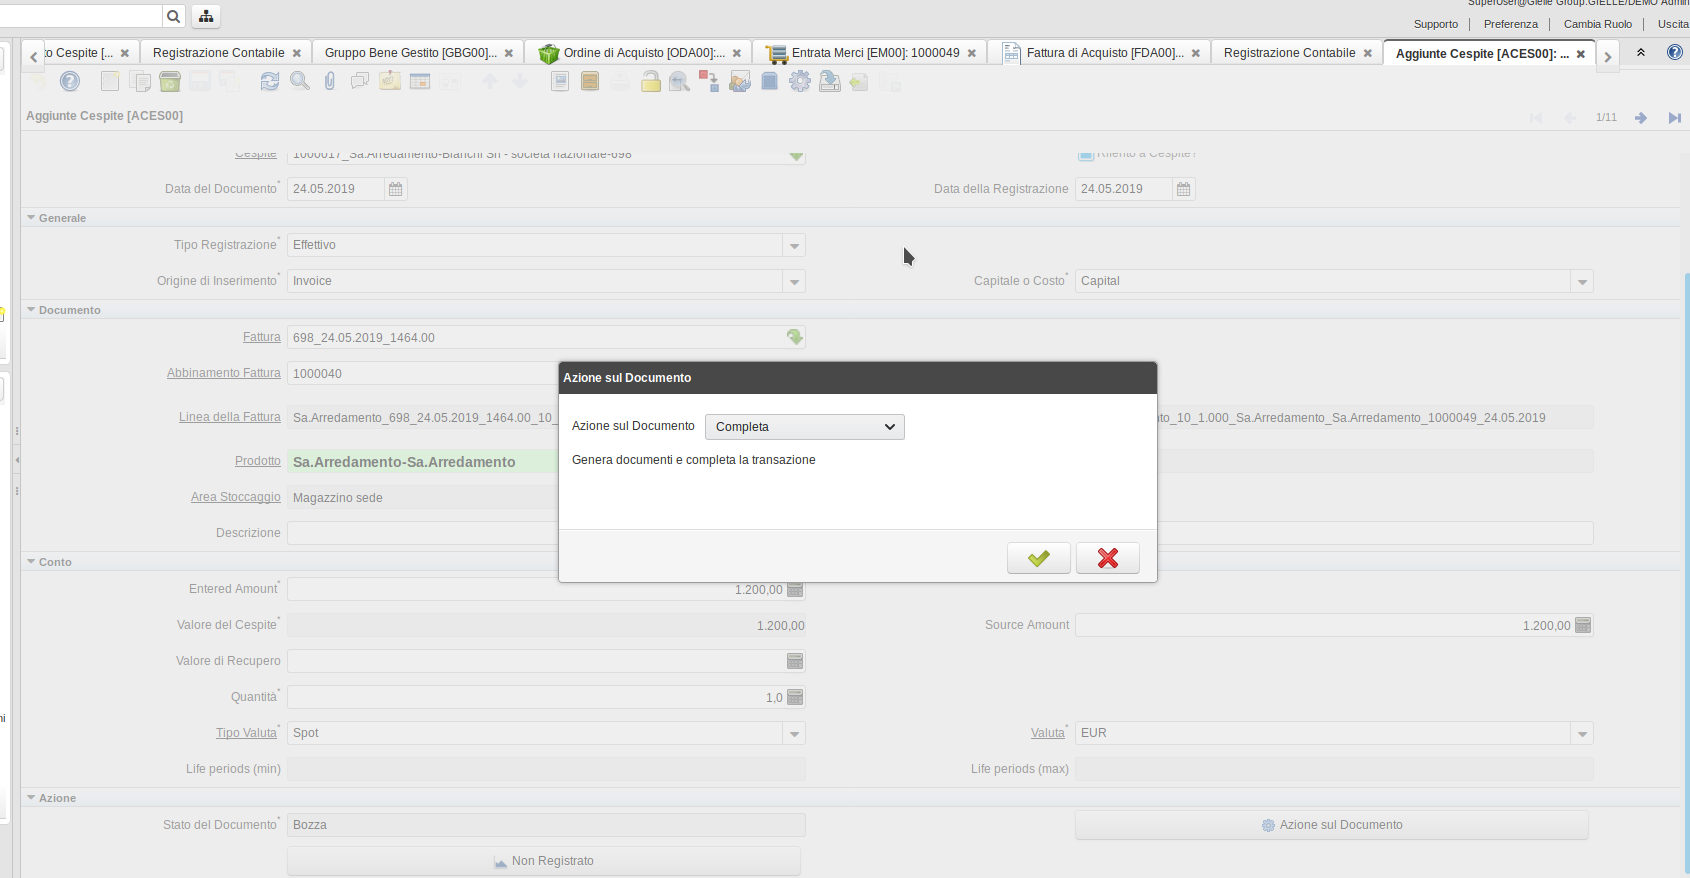 SuperUser@Gielle Group.GIELLE/DEMO Admin
Supporto
Preferenza
Cambia Ruolo
Uscita
to Cespite [...
Registrazione Contabile
Gruppo Bene Gestito [GBG00]...
Ordine di Acquisto [ODA00]:...
Entrata Merci [EM00]: 1000049
Fattura di Acquisto [FDA00]...
Registrazione Contabile
Aggiunte Cespite [ACES00]: ...
Aggiunte Cespite [ACES00]
1/11
Cespite
1000017_Sa.Arredamento-Bianchi Srl - società nazionale-698
Riferito a Cespite?
Data del Documento*
24.05.2019
Data della Registrazione
24.05.2019
Generale
Tipo Registrazione*
Effettivo
Origine di Inserimento*
Invoice
Capitale o Costo*
Capital
Documento
Fattura
698_24.05.2019_1464.00
Abbinamento Fattura
1000040
Linea della Fattura
Sa.Arredamento_698_24.05.2019_1464.00_10_
to_10_1.000_Sa.Arredamento_Sa.Arredamento_1000049_24.05.2019
Prodotto
Sa.Arredamento-Sa.Arredamento
Area Stoccaggio
Magazzino sede
Descrizione
Azione sul Documento
Azione sul Documento
Completa
Genera documenti e completa la transazione
Conto
Entered Amount*
1.200,00
Valore del Cespite*
1.200,00
Source Amount
1.200,00
Valore di Recupero
Quantità*
1,0
Tipo Valuta*
Spot
Valuta*
EUR
Life periods (min)
Life periods (max)
Azione
Stato del Documento*
Bozza
Azione sul Documento
Non Registrato